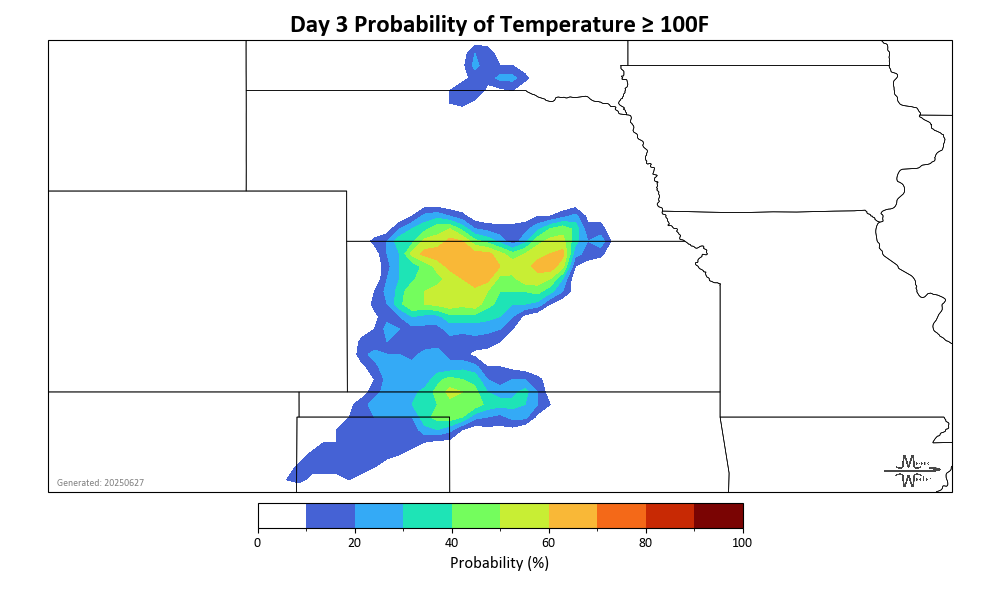 Day 3 Probability of Temperature ≥ 100F
Generated: 20250627
0 20 40 60 80 100
Probability (%)